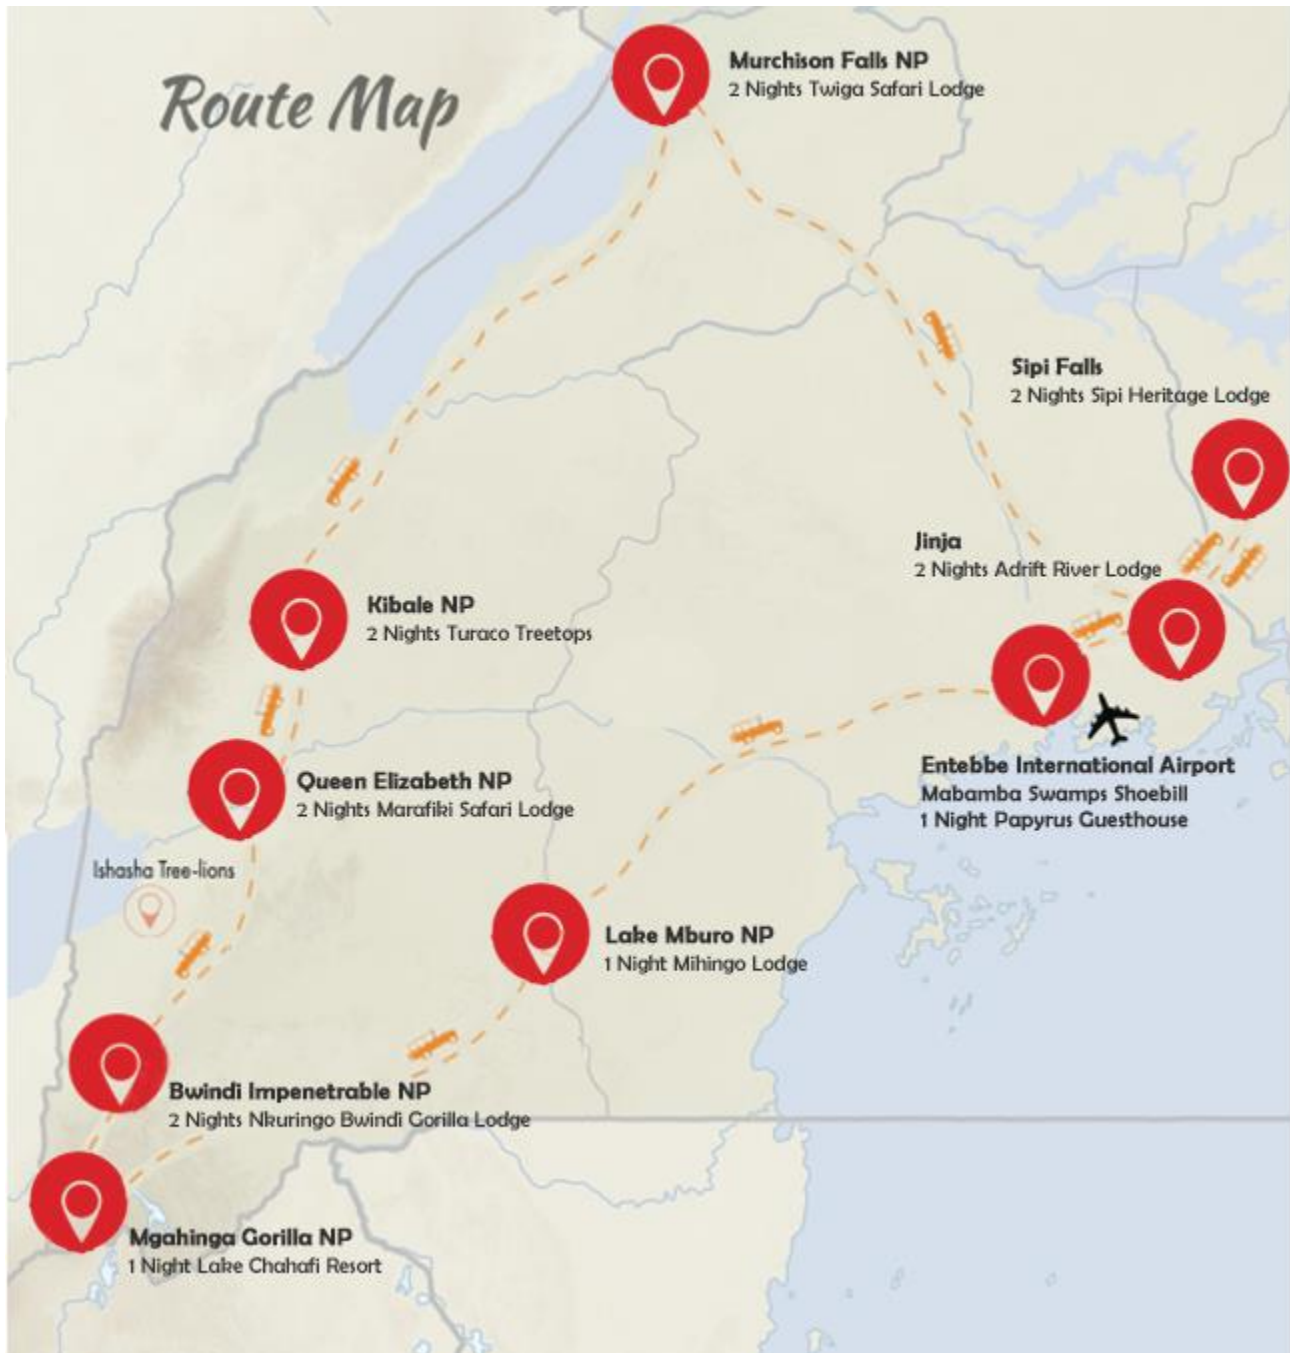 Route Map
Murchison Falls NP
2 Nights Twiga Safari Lodge
Sipi Falls
2 Nights Sipi Heritage Lodge
Jinja
2 Nights Adrift River Lodge
Kibale NP
2 Nights Turaco Treetops
Queen Elizabeth NP
2 Nights Marafiki Safari Lodge
Entebbe International Airport
Mabamba Swamps Shoebill
1 Night Papyrus Guesthouse
Ishasha Tree-lions
Lake Mburo NP
1 Night Mihingo Lodge
Bwindi Impenetrable NP
2 Nights Nkuringo Bwindi Gorilla Lodge
Mgahinga Gorilla NP
1 Night Lake Chahafi Resort